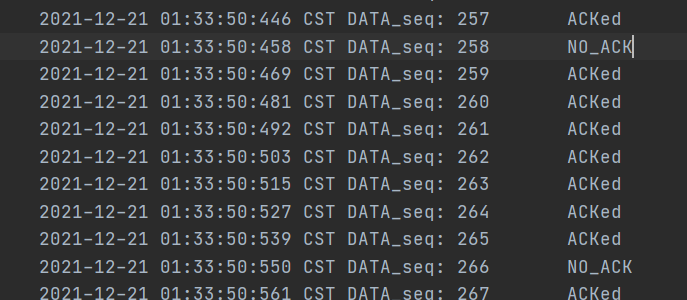 2021-12-21 01:33:50:446 CST DATA_seq: 257 ACKed
2021-12-21 01:33:50:458 CST DATA_seq: 258 NO_ACK
2021-12-21 01:33:50:469 CST DATA_seq: 259 ACKed
2021-12-21 01:33:50:481 CST DATA_seq: 260 ACKed
2021-12-21 01:33:50:492 CST DATA_seq: 261 ACKed
2021-12-21 01:33:50:503 CST DATA_seq: 262 ACKed
2021-12-21 01:33:50:515 CST DATA_seq: 263 ACKed
2021-12-21 01:33:50:527 CST DATA_seq: 264 ACKed
2021-12-21 01:33:50:539 CST DATA_seq: 265 ACKed
2021-12-21 01:33:50:550 CST DATA_seq: 266 NO_ACK
2021-12-21 01:33:50:561 CST DATA_seq: 267 ACKed